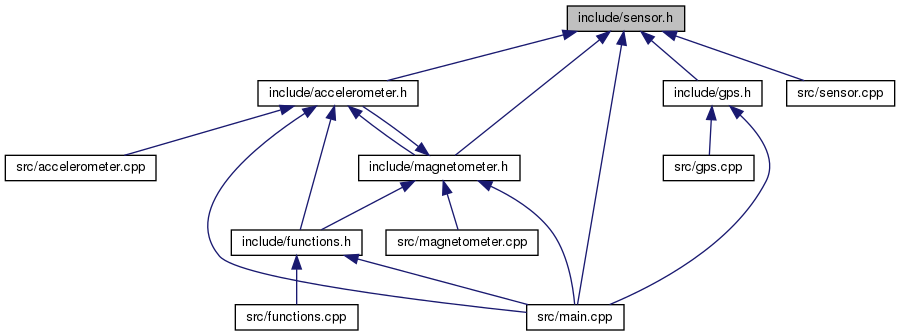 include/sensor.h
include/accelerometer.h
include/gps.h
src/sensor.cpp
src/accelerometer.cpp
include/magnetometer.h
src/gps.cpp
include/functions.h
src/magnetometer.cpp
src/functions.cpp
src/main.cpp